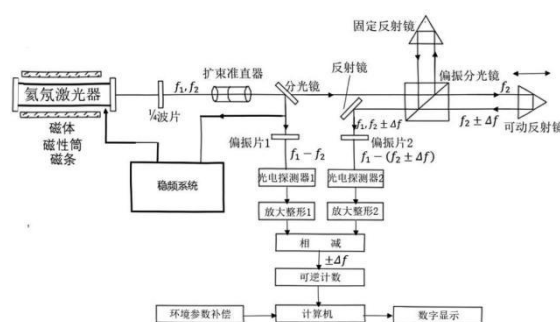 固定反射镜
氦氖激光器
¼波片
f₁,f₂
扩束准直器
分光镜
反射镜
偏振分光镜
f₂
f₂ ± Δf
可动反射镜
磁体
磁性筒
磁条
稳频系统
偏振片1
f₁ − f₂
f₁,f₂ ± Δf
偏振片2
f₁−(f₂ ± Δf)
光电探测器1
光电探测器2
放大整形1
放大整形2
相 减
±Δf
可逆计数
环境参数补偿
计算机
数字显示